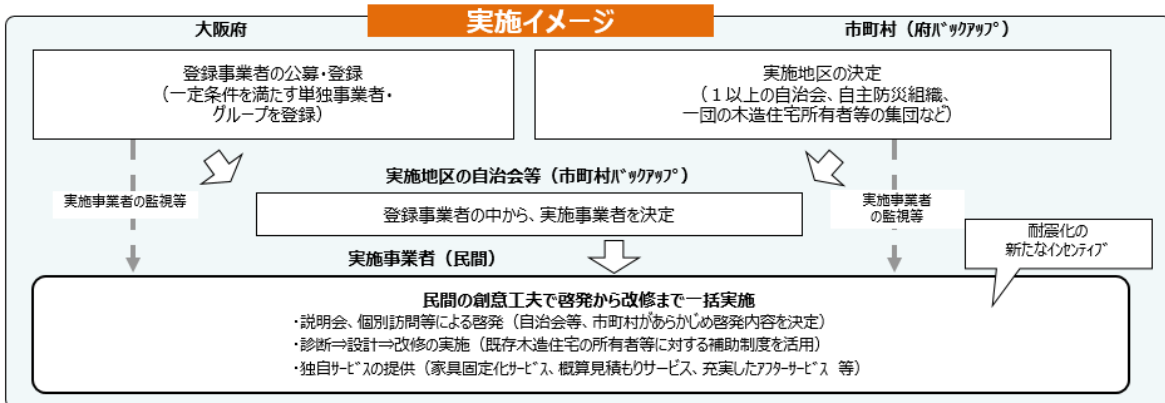 実施イメージ
大阪府
市町村（府ﾊﾞｯｸｱｯﾌﾟ）
登録事業者の公募・登録
（一定条件を満たす単独事業者・
グループを登録）
実施地区の決定
（１以上の自治会、自主防災組織、
一団の木造住宅所有者等の集団など）
実施事業者の監視等
実施地区の自治会等（市町村ﾊﾞｯｸｱｯﾌﾟ）
登録事業者の中から、実施事業者を決定
実施事業者
の監視等
耐震化の
新たなｲﾝｾﾝﾃｨﾌﾞ
実施事業者（民間）
民間の創意工夫で啓発から改修まで一括実施
・説明会、個別訪問等による啓発（自治会等、市町村があらかじめ啓発内容を決定）
・診断⇒設計⇒改修の実施（既存木造住宅の所有者等に対する補助制度を活用）
・独自ｻｰﾋﾞｽの提供（家具固定化ｻｰﾋﾞｽ、概算見積もりｻｰﾋﾞｽ、充実したｱﾌﾀｰｻｰﾋﾞｽ 等）